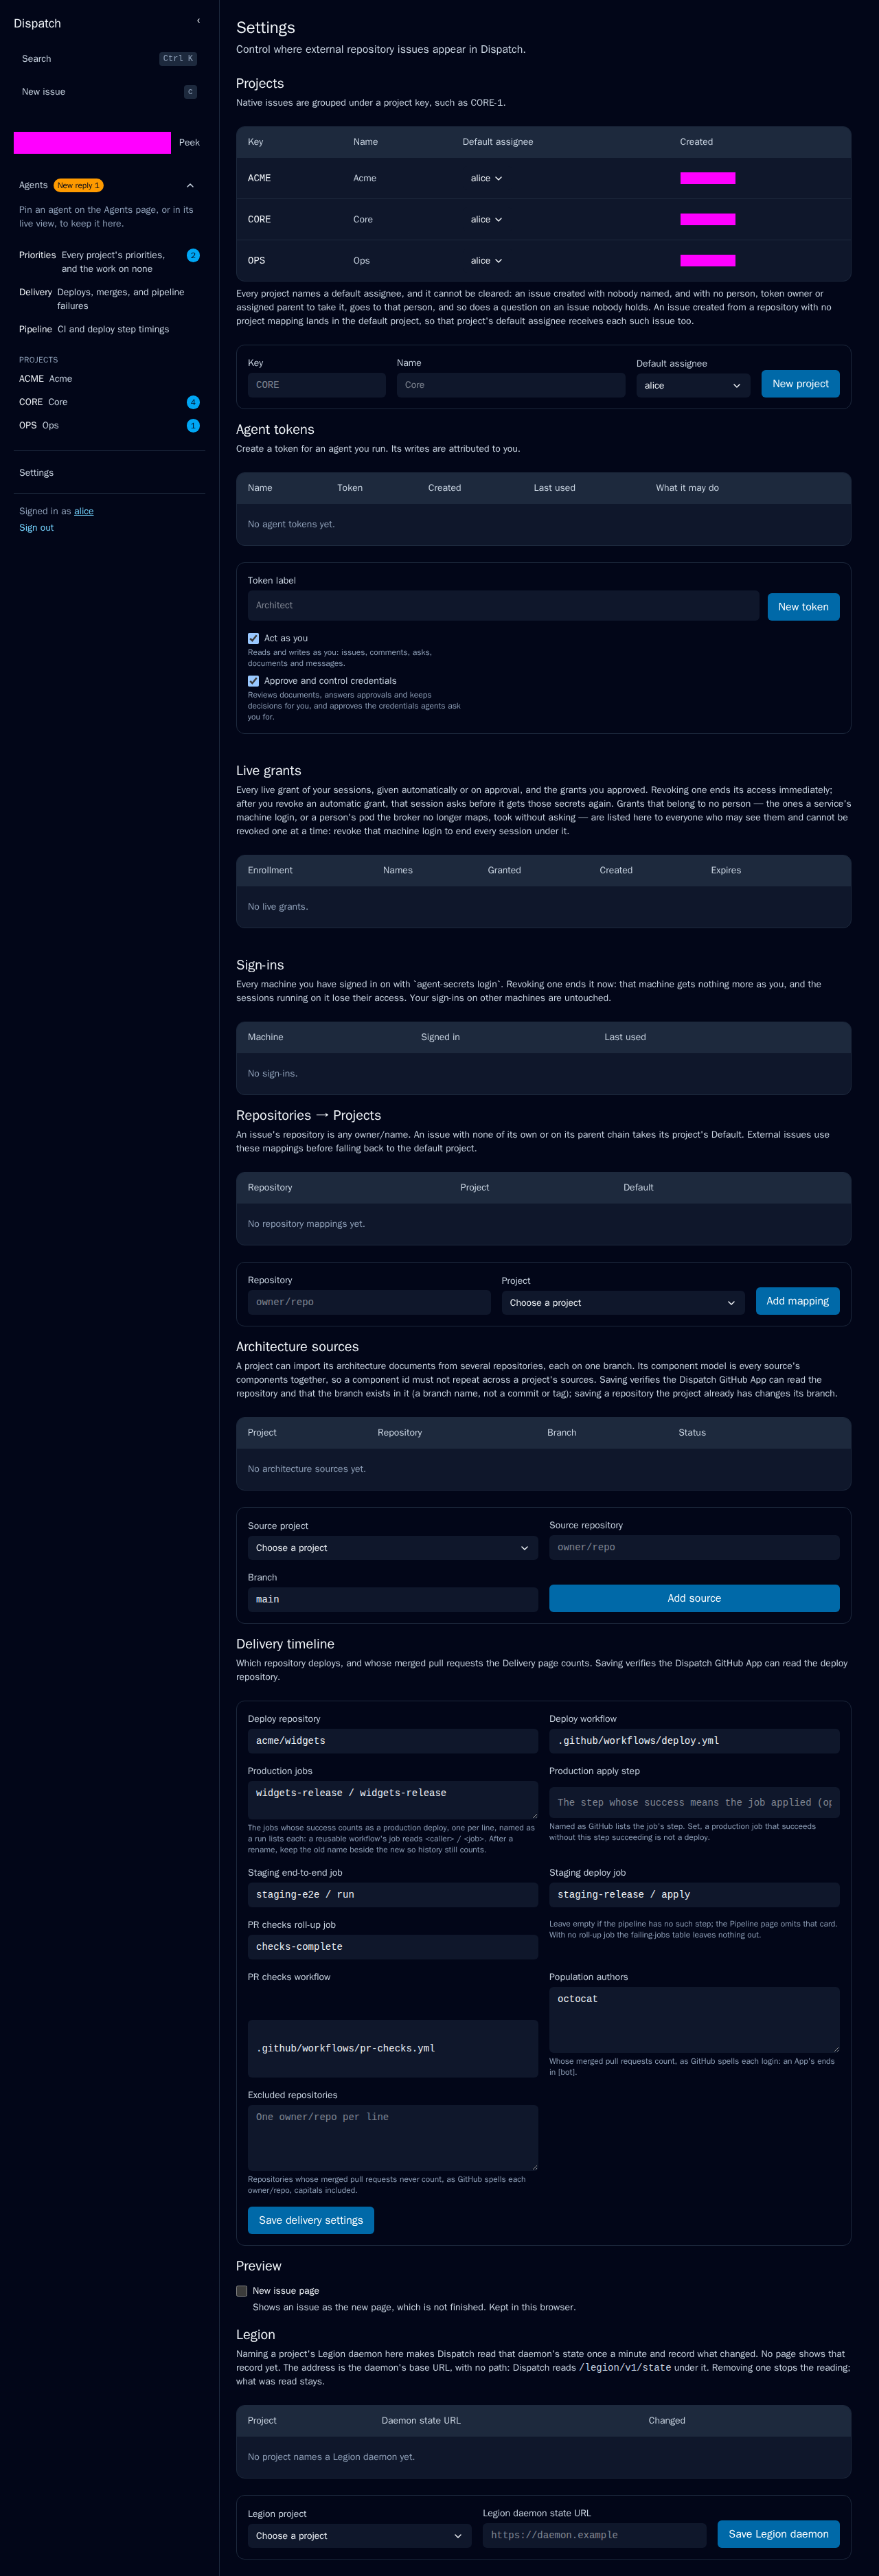 Dispatch
Search
Ctrl K
New issue
c
Peek
Agents
New reply 1
Pin an agent on the Agents page, or in its
live view, to keep it here.
Priorities
Every project's priorities,
and the work on none
2
Delivery
Deploys, merges, and pipeline
failures
Pipeline
CI and deploy step timings
PROJECTS
ACME Acme
CORE Core
4
OPS Ops
1
Settings
Signed in as alice
Sign out
Settings
Control where external repository issues appear in Dispatch.
Projects
Native issues are grouped under a project key, such as CORE-1.
Key Name Default assignee Created
ACME Acme alice
CORE Core alice
OPS Ops alice
Every project names a default assignee, and it cannot be cleared: an issue created with nobody named, and with no person, token owner or
assigned parent to take it, goes to that person, and so does a question on an issue nobody holds. An issue created from a repository with no
project mapping lands in the default project, so that project's default assignee receives each such issue too.
Key Name Default assignee
CORE Core alice New project
Agent tokens
Create a token for an agent you run. Its writes are attributed to you.
Name Token Created Last used What it may do
No agent tokens yet.
Token label
Architect
New token
Act as you
Reads and writes as you: issues, comments, asks,
documents and messages.
Approve and control credentials
Reviews documents, answers approvals and keeps
decisions for you, and approves the credentials agents ask
you for.
Live grants
Every live grant of your sessions, given automatically or on approval, and the grants you approved. Revoking one ends its access immediately;
after you revoke an automatic grant, that session asks before it gets those secrets again. Grants that belong to no person — the ones a service's
machine login, or a person's pod the broker no longer maps, took without asking — are listed here to everyone who may see them and cannot be
revoked one at a time: revoke that machine login to end every session under it.
Enrollment Names Granted Created Expires
No live grants.
Sign-ins
Every machine you have signed in on with `agent-secrets login`. Revoking one ends it now: that machine gets nothing more as you, and the
sessions running on it lose their access. Your sign-ins on other machines are untouched.
Machine Signed in Last used
No sign-ins.
Repositories → Projects
An issue's repository is any owner/name. An issue with none of its own or on its parent chain takes its project's Default. External issues use
these mappings before falling back to the default project.
Repository Project Default
No repository mappings yet.
Repository Project
owner/repo Choose a project Add mapping
Architecture sources
A project can import its architecture documents from several repositories, each on one branch. Its component model is every source's
components together, so a component id must not repeat across a project's sources. Saving verifies the Dispatch GitHub App can read the
repository and that the branch exists in it (a branch name, not a commit or tag); saving a repository the project already has changes its branch.
Project Repository Branch Status
No architecture sources yet.
Source project Source repository
Choose a project owner/repo
Branch
main Add source
Delivery timeline
Which repository deploys, and whose merged pull requests the Delivery page counts. Saving verifies the Dispatch GitHub App can read the deploy
repository.
Deploy repository Deploy workflow
acme/widgets .github/workflows/deploy.yml
Production jobs Production apply step
widgets-release / widgets-release
The step whose success means the job applied (op
The jobs whose success counts as a production deploy, one per line, named as
a run lists each: a reusable workflow's job reads <caller> / <job>. After a
rename, keep the old name beside the new so history still counts.
Named as GitHub lists the job's step. Set, a production job that succeeds
without this step succeeding is not a deploy.
Staging end-to-end job Staging deploy job
staging-e2e / run staging-release / apply
PR checks roll-up job
checks-complete
Leave empty if the pipeline has no such step; the Pipeline page omits that card.
With no roll-up job the failing-jobs table leaves nothing out.
PR checks workflow Population authors
.github/workflows/pr-checks.yml
octocat
Whose merged pull requests count, as GitHub spells each login: an App's ends
in [bot].
Excluded repositories
One owner/repo per line
Repositories whose merged pull requests never count, as GitHub spells each
owner/repo, capitals included.
Save delivery settings
Preview
New issue page
Shows an issue as the new page, which is not finished. Kept in this browser.
Legion
Naming a project's Legion daemon here makes Dispatch read that daemon's state once a minute and record what changed. No page shows that
record yet. The address is the daemon's base URL, with no path: Dispatch reads /legion/v1/state under it. Removing one stops the reading;
what was read stays.
Project Daemon state URL Changed
No project names a Legion daemon yet.
Legion project Legion daemon state URL
Choose a project https://daemon.example Save Legion daemon